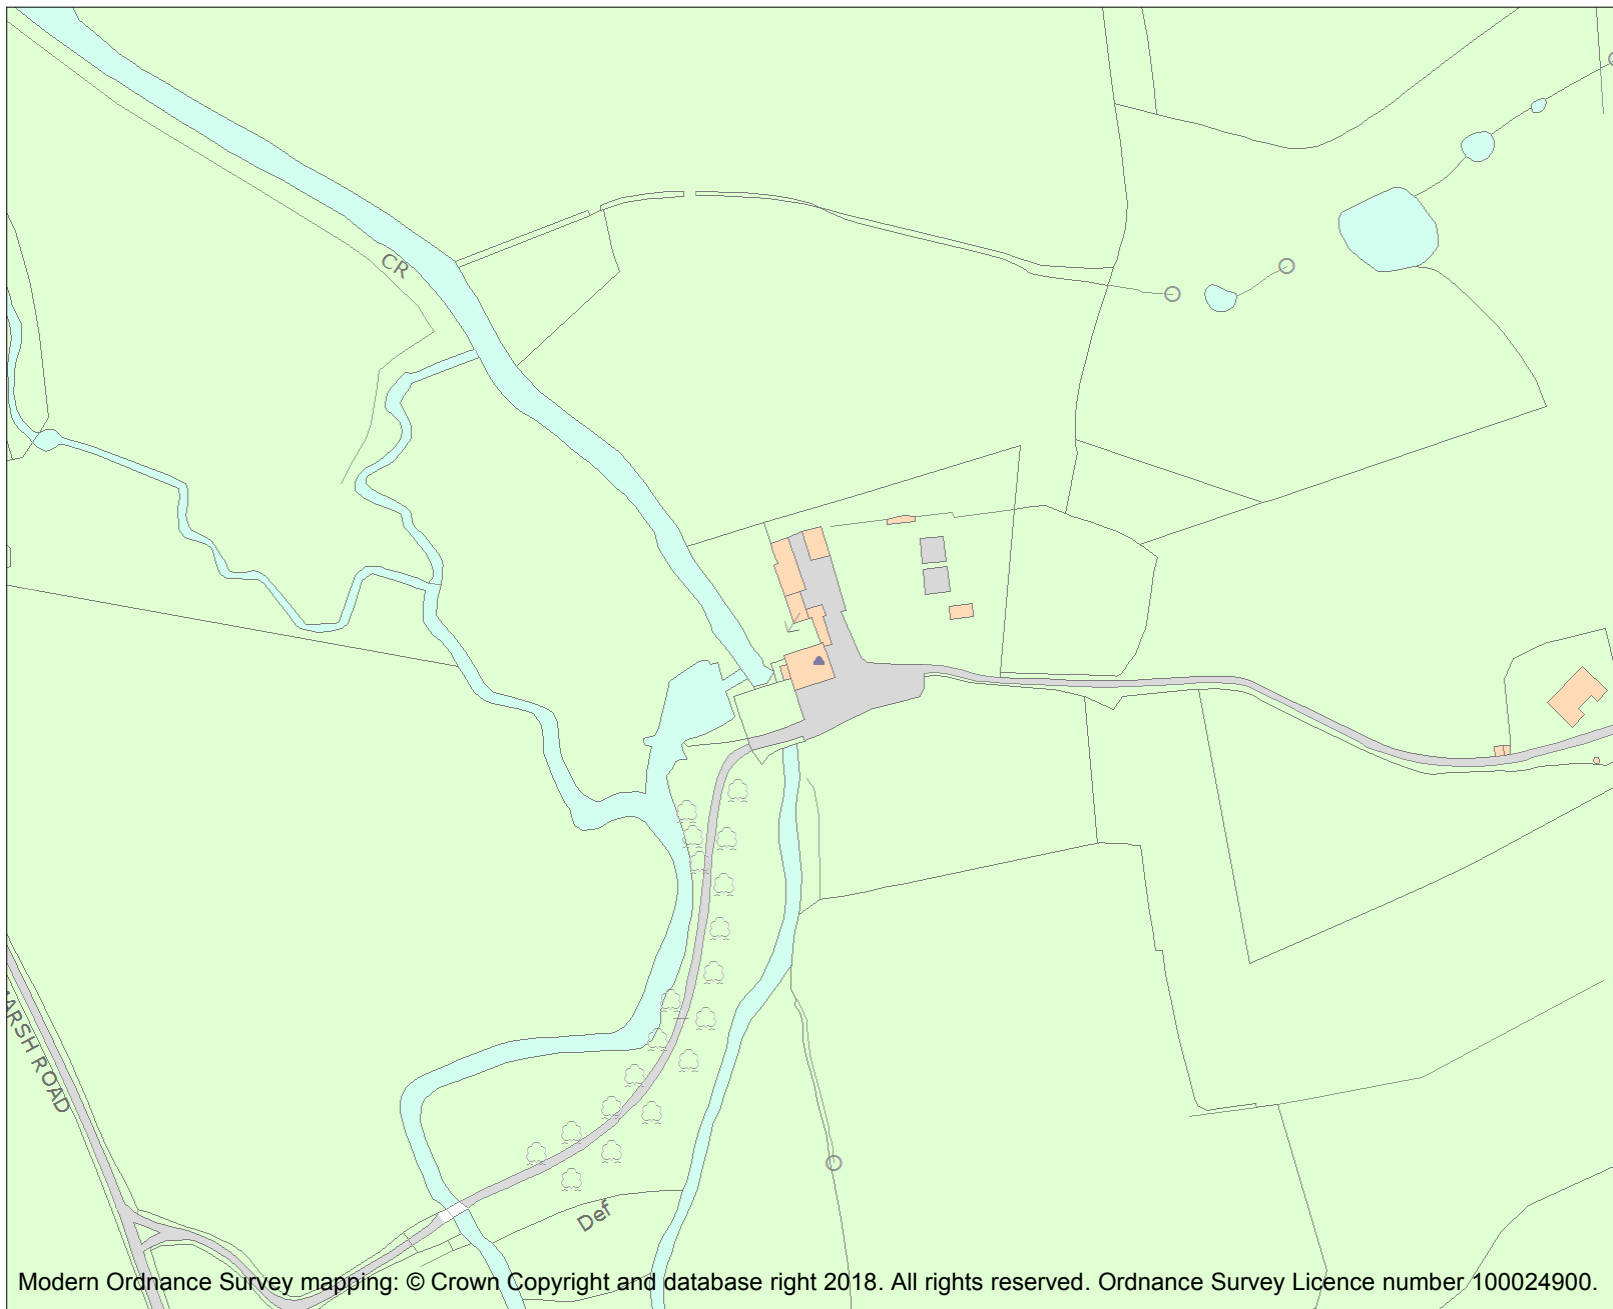 CR
ARSH ROAD
Def
Modern Ordnance Survey mapping: © Crown Copyright and database right 2018. All rights reserved. Ordnance Survey Licence number 100024900.